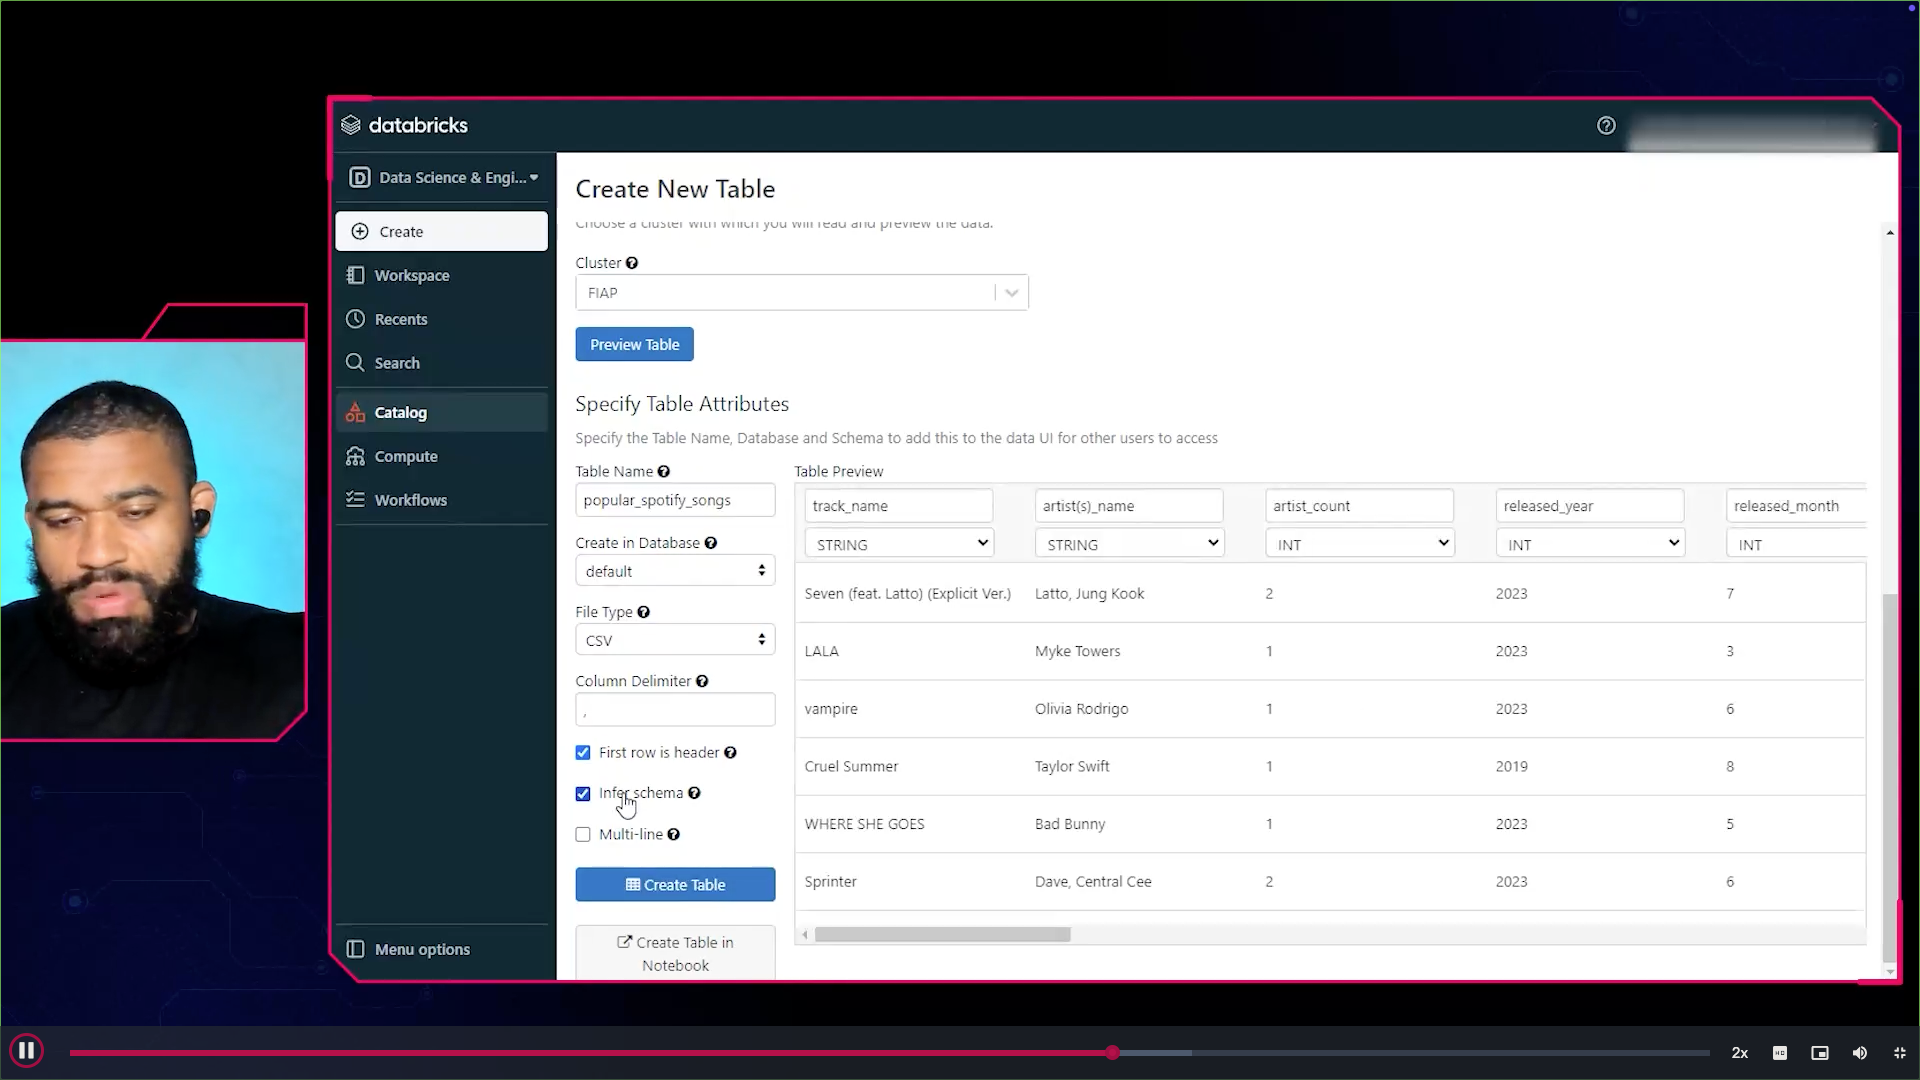 databricks
Data Science & Engi...
Create
Workspace
Recents
Search
Catalog
Compute
Workflows
Menu options
Create New Table
Choose a cluster with which you will read and preview the data.
Cluster
FIAP
Preview Table
Specify Table Attributes
Specify the Table Name, Database and Schema to add this to the data UI for other users to access
Table Name
popular_spotify_songs
Create in Database
default
File Type
CSV
Column Delimiter
,
First row is header
Infer schema
Multi-line
Create Table
Create Table in
Notebook
Table Preview
track_name artist(s)_name artist_count released_year released_month
STRING STRING INT INT INT
Seven (feat. Latto) (Explicit Ver.) Latto, Jung Kook 2 2023 7
LALA Myke Towers 1 2023 3
vampire Olivia Rodrigo 1 2023 6
Cruel Summer Taylor Swift 1 2019 8
WHERE SHE GOES Bad Bunny 1 2023 5
Sprinter Dave, Central Cee 2 2023 6
2x
HD